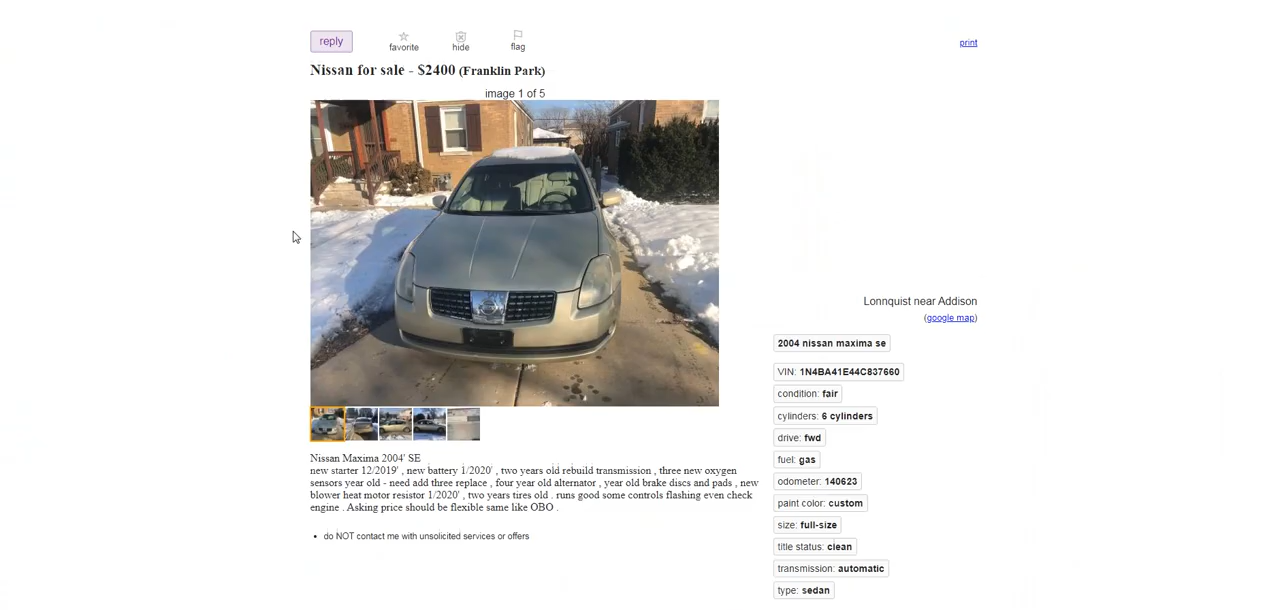 reply
favorite
hide
flag
print
Nissan for sale - $2400 (Franklin Park)
image 1 of 5
Lonnquist near Addison
(google map)
2004 nissan maxima se
VIN: 1N4BA41E44C837660
condition: fair
cylinders: 6 cylinders
drive: fwd
fuel: gas
odometer: 140623
paint color: custom
size: full-size
title status: clean
transmission: automatic
type: sedan
Nissan Maxima 2004' SE
new starter 12/2019' , new battery 1/2020' , two years old rebuild transmission , three new oxygen
sensors year old - need add three replace , four year old alternator , year old brake discs and pads , new
blower heat motor resistor 1/2020' , two years tires old . runs good some controls flashing even check
engine . Asking price should be flexible same like OBO .
do NOT contact me with unsolicited services or offers